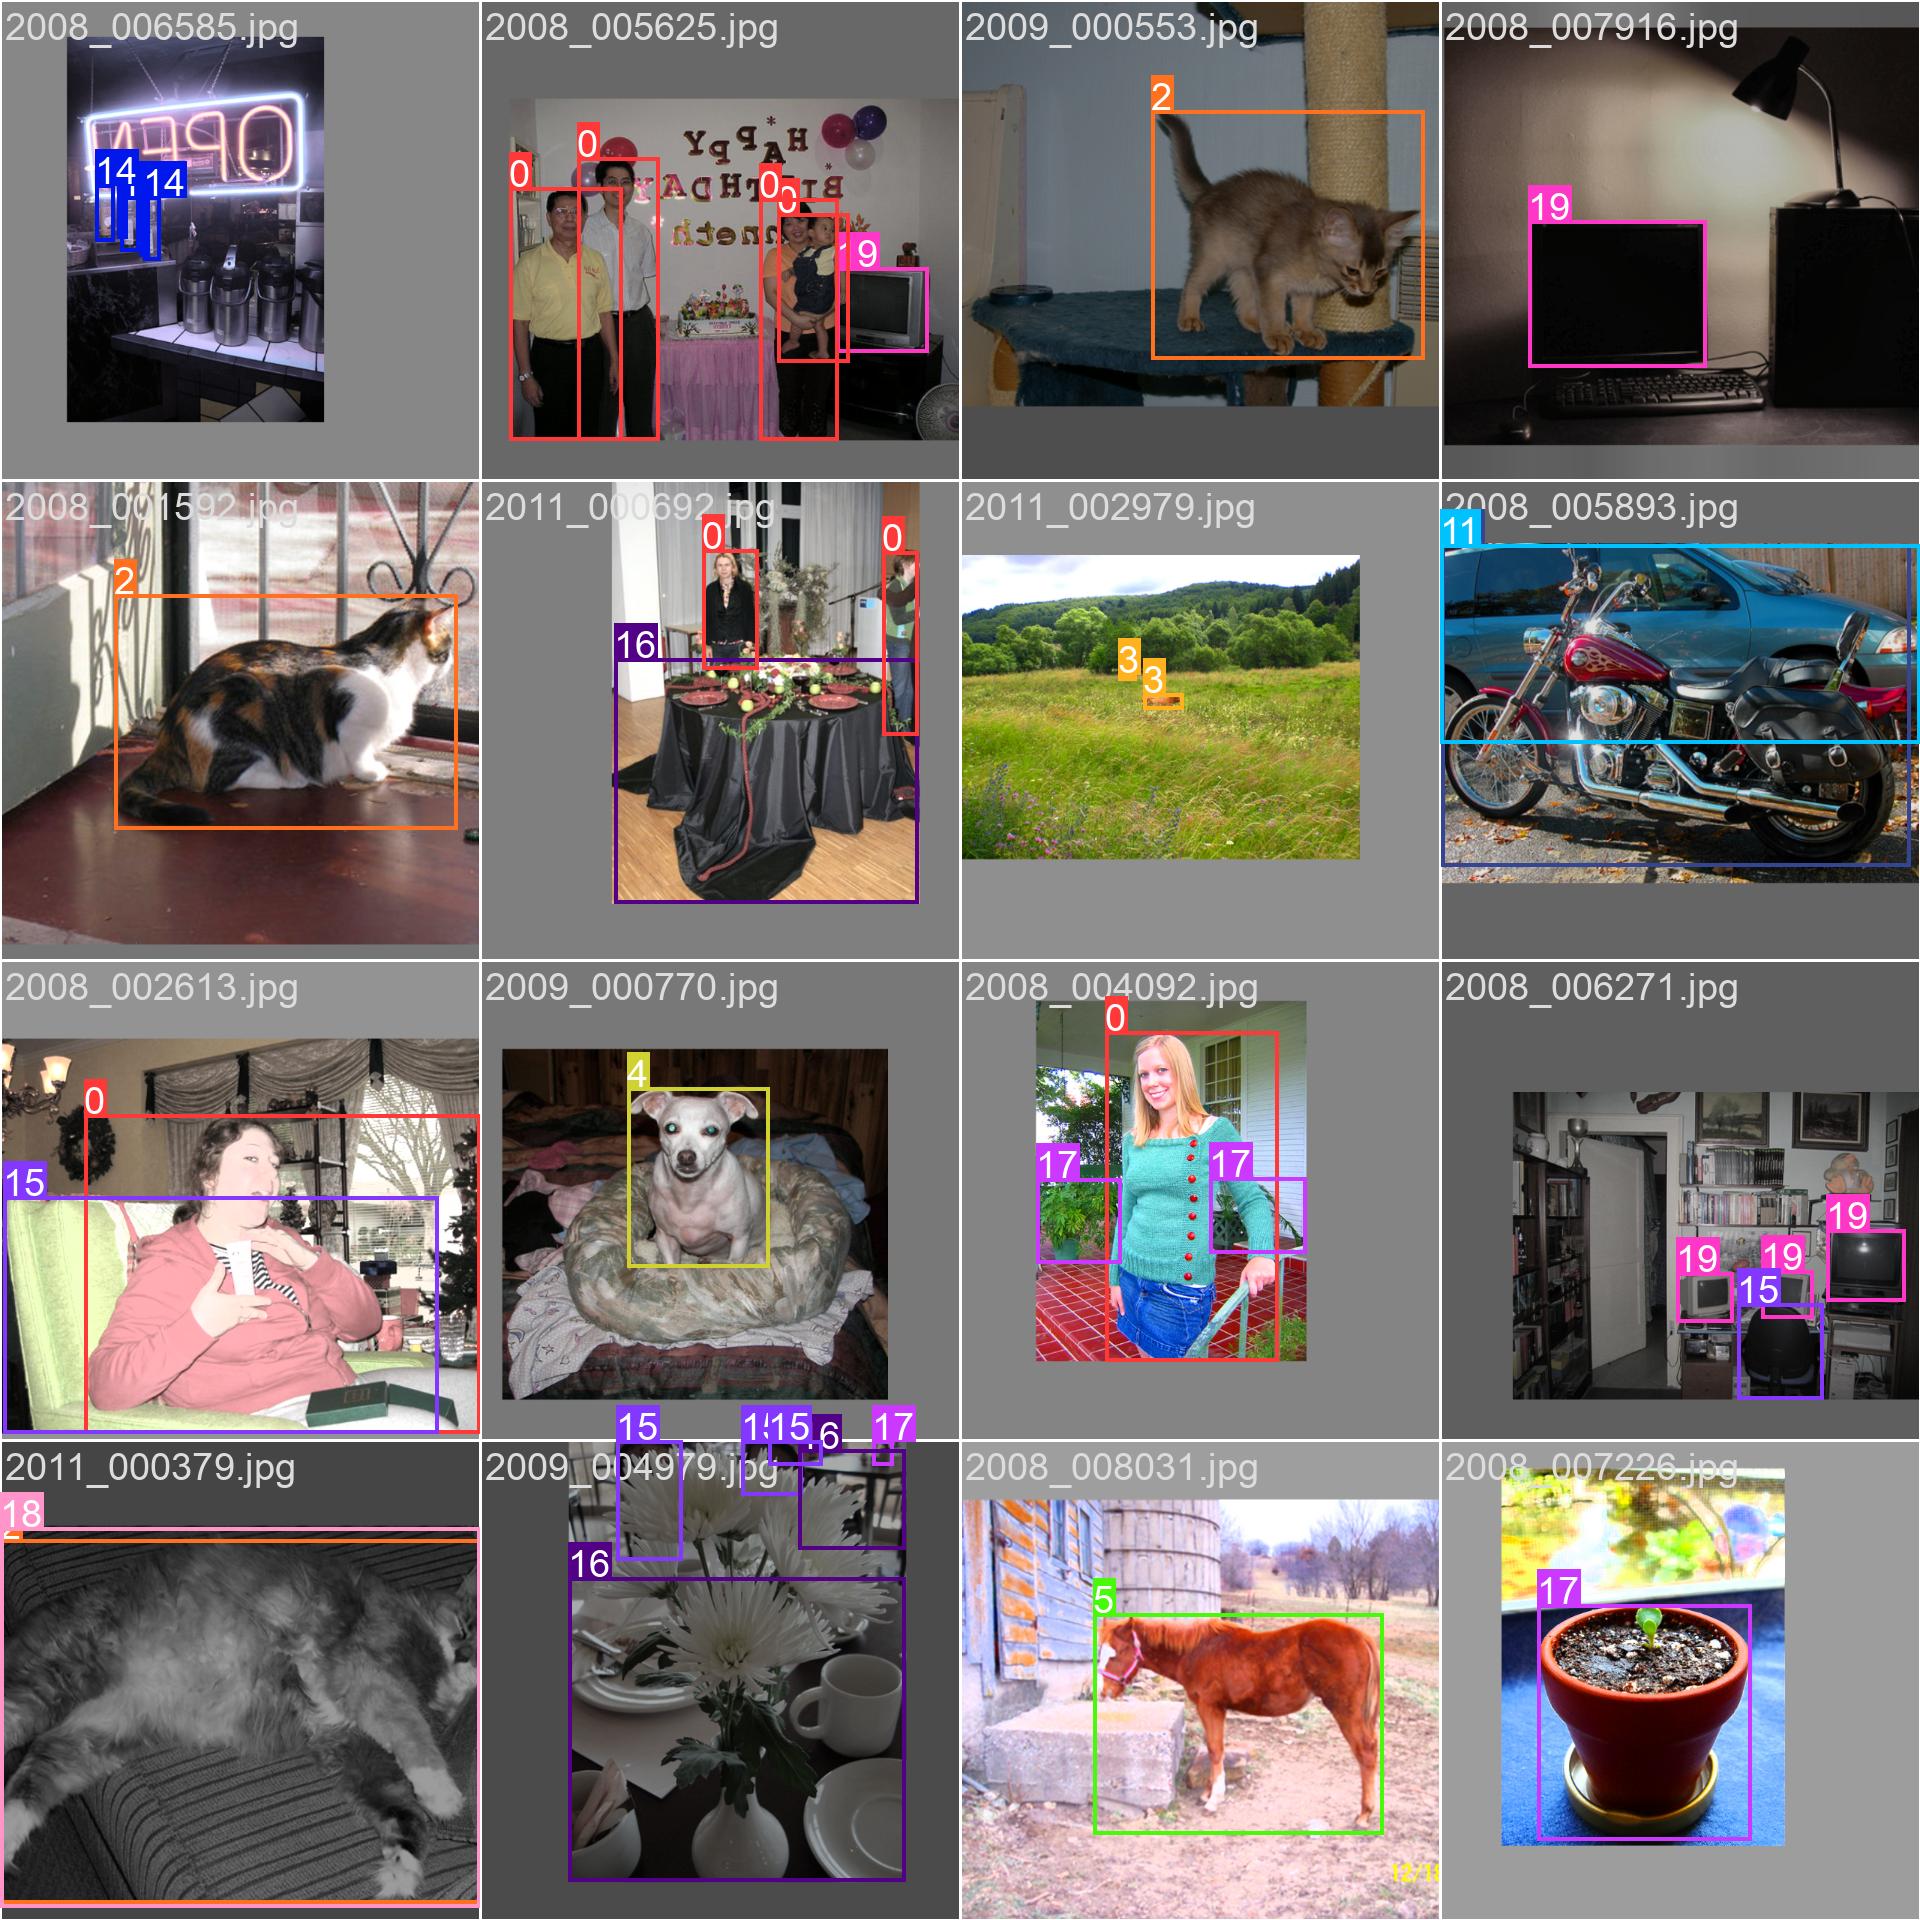 2008_006585.jpg
2008_005625.jpg
2009_000553.jpg
2008_007916.jpg
OPEN
14
14
0
0
0
0
19
HAPPY
BIRTHDAY
2
19
2008_001592.jpg
2011_000692.jpg
2011_002979.jpg
2008_005893.jpg
2
0
0
16
3
3
11
2008_002613.jpg
2009_000770.jpg
2008_004092.jpg
2008_006271.jpg
0
15
4
0
17
17
19
19
19
15
2011_000379.jpg
2009_004979.jpg
2008_008031.jpg
2008_007226.jpg
18
15
15
17
16
5
12/18
17